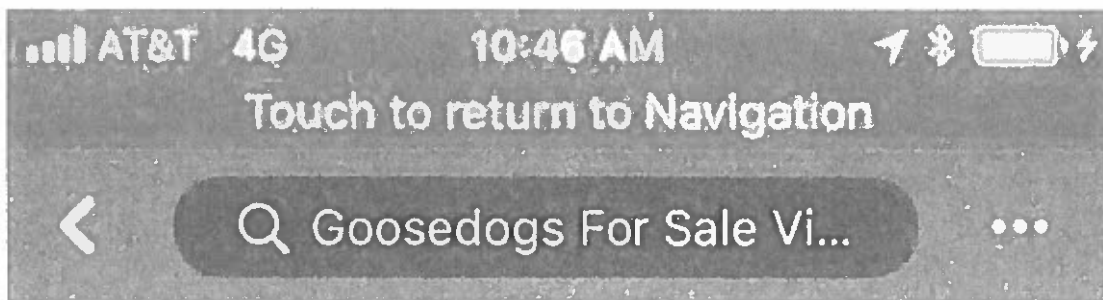 AT&T 4G 10:46 AM
Touch to return to Navigation
Goosedogs For Sale Vi...